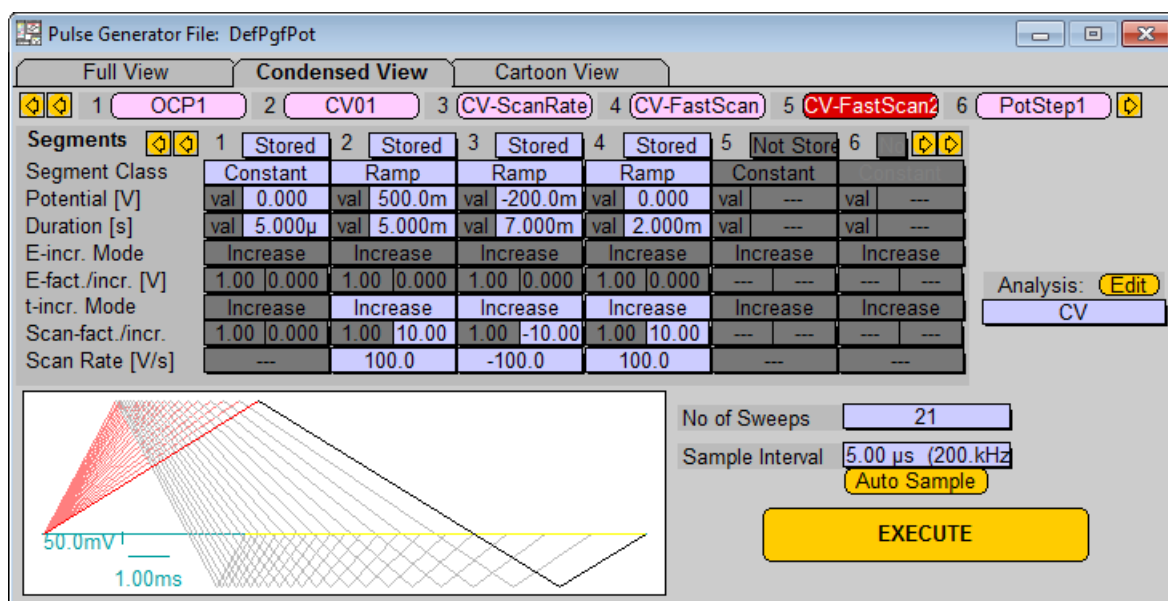 Pulse Generator File: DefPgfPot
Full View Condensed View Cartoon View
1 OCP1 2 CV01 3 CV-ScanRate 4 CV-FastScan 5 CV-FastScan2 6 PotStep1
Segments 1 Stored 2 Stored 3 Stored 4 Stored 5 Not Store 6
Segment Class Constant Ramp Ramp Ramp Constant Constant
Potential [V] val 0.000 val 500.0m val -200.0m val 0.000 val --- val ---
Duration [s] val 5.000µ val 5.000m val 7.000m val 2.000m val --- val ---
E-incr. Mode Increase Increase Increase Increase Increase Increase
E-fact./incr. [V] 1.00 0.000 1.00 0.000 1.00 0.000 1.00 0.000 --- --- --- ---
t-incr. Mode Increase Increase Increase Increase Increase Increase
Scan-fact./incr. 1.00 0.000 1.00 10.00 1.00 -10.00 1.00 10.00 --- --- --- ---
Scan Rate [V/s] --- 100.0 -100.0 100.0 --- ---
Analysis: Edit
CV
No of Sweeps 21
Sample Interval 5.00 µs (200.kHz
Auto Sample
EXECUTE
50.0mV
1.00ms